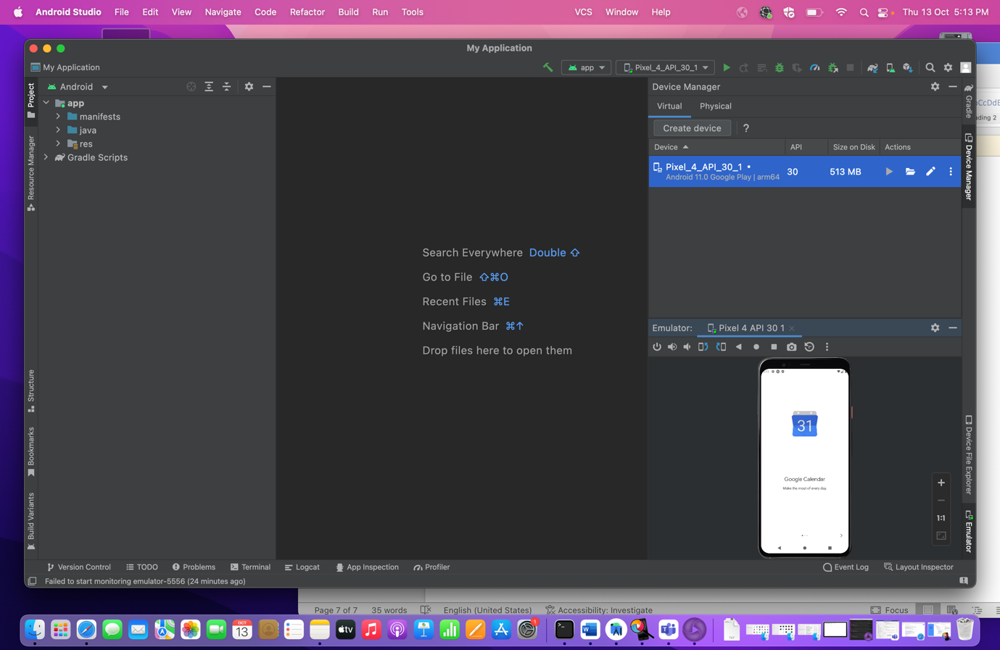 Android Studio File Edit View Navigate Code Refactor Build Run Tools VCS Window Help Thu 13 Oct 5:13 PM
My Application
My Application
app
Pixel_4_API_30_1
Project
Android
app
manifests
java
res
Gradle Scripts
Resource Manager
Structure
Bookmarks
Build Variants
Search Everywhere Double ⇧
Go to File ⇧⌘O
Recent Files ⌘E
Navigation Bar ⌘↑
Drop files here to open them
Device Manager
Virtual Physical
Create device ?
Device API Size on Disk Actions
Pixel_4_API_30_1 •
Android 11.0 Google Play | arm64
30 513 MB
Emulator: Pixel 4 API 30 1
31
Google Calendar
Make the most of every day.
1:1
Gradle
Device Manager
Device File Explorer
Emulator
CcDdE
ading 2
Version Control TODO Problems Terminal Logcat App Inspection Profiler Event Log Layout Inspector
Failed to start monitoring emulator-5556 (24 minutes ago)
Page 7 of 7 35 words English (United States) Accessibility: Investigate Focus
OCT
13
tv
1
TXT